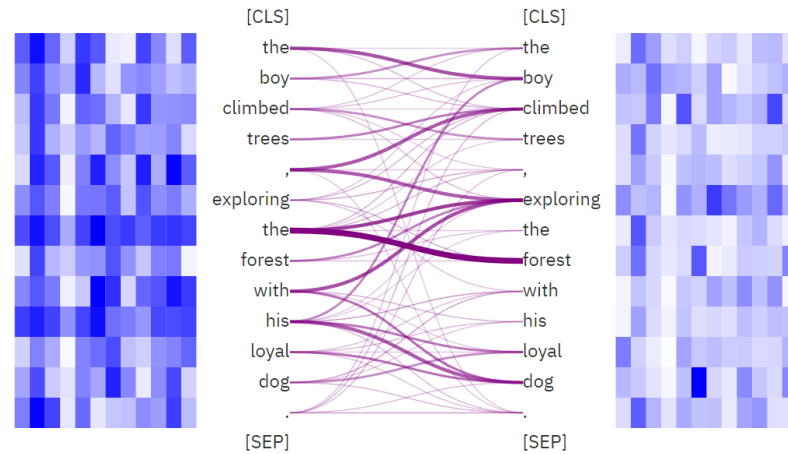 [CLS] [CLS]
the the
boy boy
climbed climbed
trees trees
, ,
exploring exploring
the the
forest forest
with with
his his
loyal loyal
dog dog
. .
[SEP] [SEP]